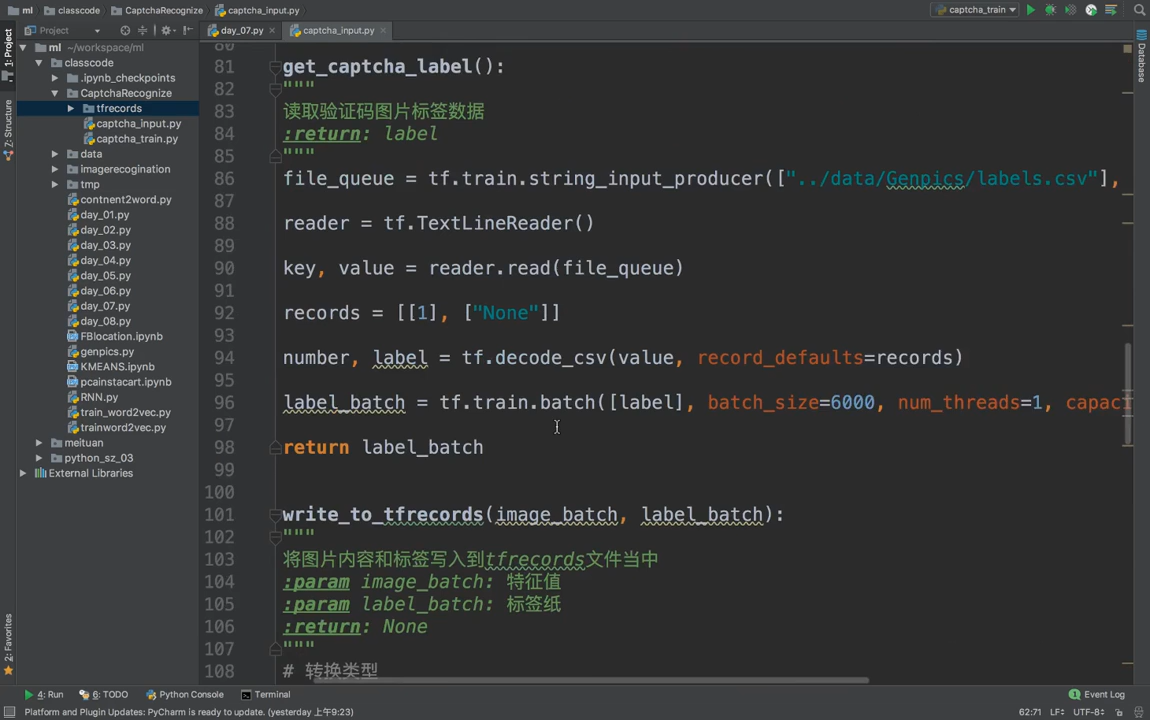 ml
classcode
CaptchaRecognize
captcha_input.py
captcha_train
Project
day_07.py
captcha_input.py
1: Project
Z: Structure
2: Favorites
Database
ml ~/workspace/ml
classcode
.ipynb_checkpoints
CaptchaRecognize
tfrecords
captcha_input.py
captcha_train.py
data
imagerecogination
tmp
contnent2word.py
day_01.py
day_02.py
day_03.py
day_04.py
day_05.py
day_06.py
day_07.py
day_08.py
FBlocation.ipynb
genpics.py
KMEANS.ipynb
pcainstacart.ipynb
RNN.py
train_word2vec.py
trainword2vec.py
meituan
python_sz_03
External Libraries
80
81 get_captcha_label():
82 """
83 读取验证码图片标签数据
84 :return: label
85 """
86 file_queue = tf.train.string_input_producer(["../data/Genpics/labels.csv"],
87
88 reader = tf.TextLineReader()
89
90 key, value = reader.read(file_queue)
91
92 records = [[1], ["None"]]
93
94 number, label = tf.decode_csv(value, record_defaults=records)
95
96 label_batch = tf.train.batch([label], batch_size=6000, num_threads=1, capaci
97
98 return label_batch
99
100
101 write_to_tfrecords(image_batch, label_batch):
102 """
103 将图片内容和标签写入到tfrecords文件当中
104 :param image_batch: 特征值
105 :param label_batch: 标签纸
106 :return: None
107 """
108 # 转换类型
4: Run
6: TODO
Python Console
Terminal
1 Event Log
Platform and Plugin Updates: PyCharm is ready to update. (yesterday 上午9:23)
62:71 LF÷ UTF-8÷